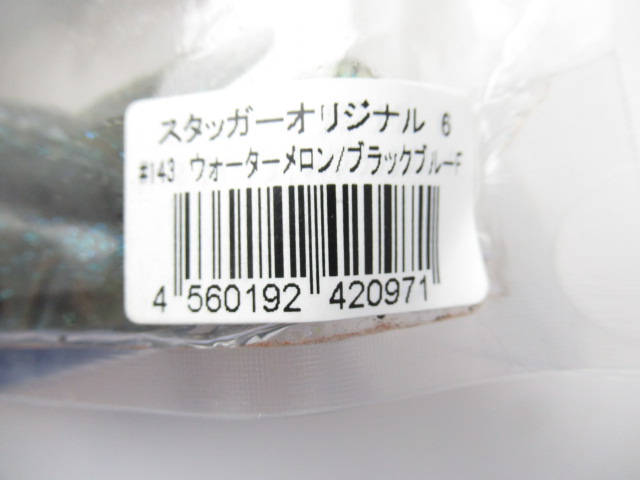 スタッガーオリジナル 6
#143 ウォーターメロン/ブラックブルーF
4 560192 420971